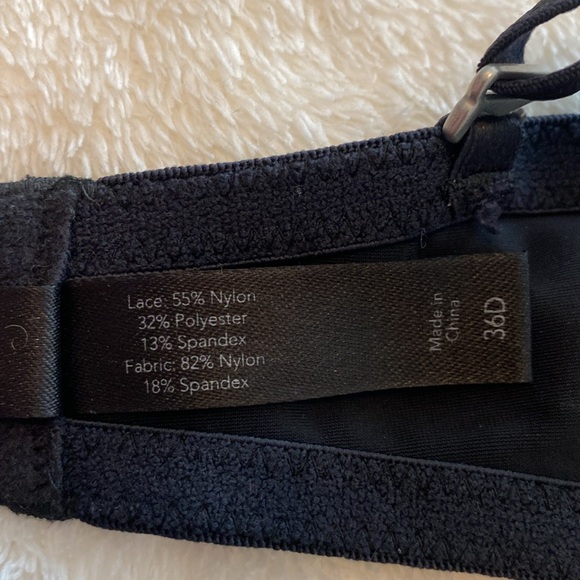 Lace: 55% Nylon
32% Polyester
13% Spandex
Fabric: 82% Nylon
18% Spandex
Made in
China
36D